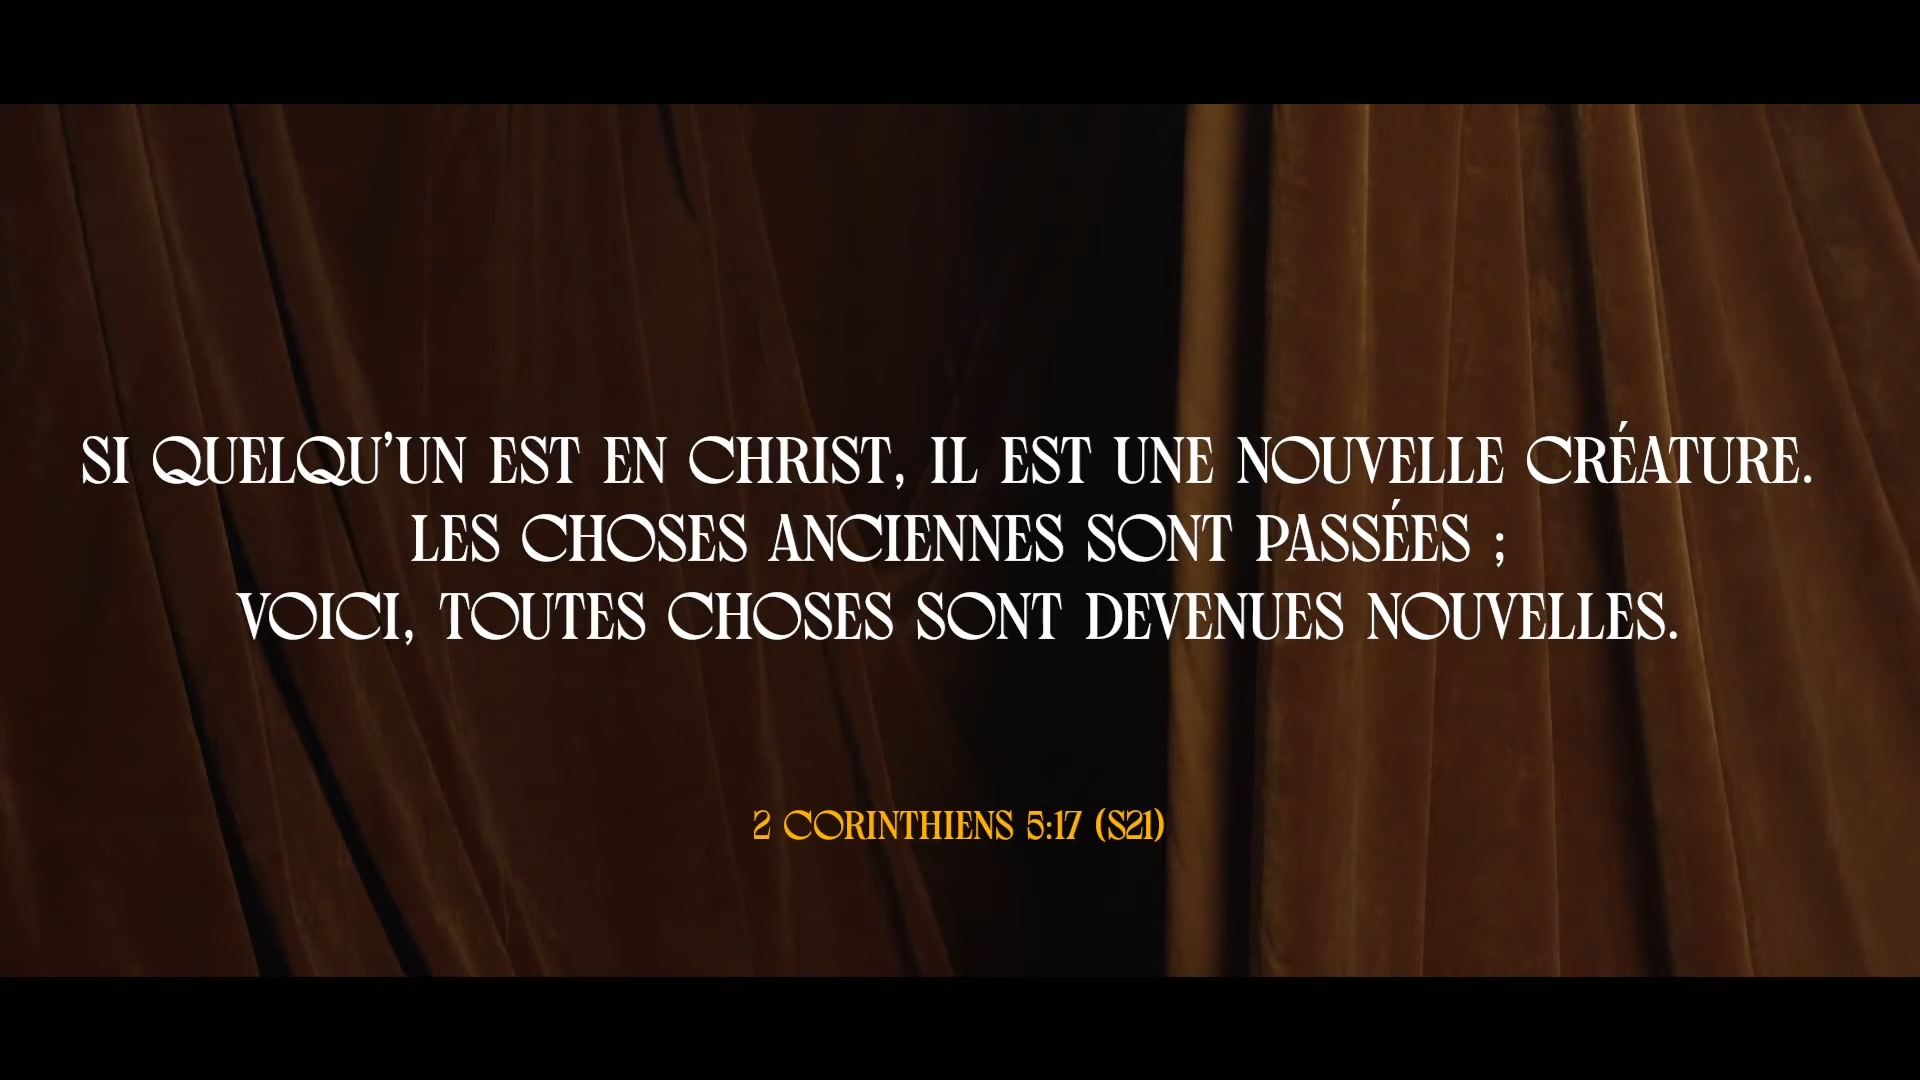 SI QUELQU’UN EST EN CHRIST, IL EST UNE NOUVELLE CRÉATURE.
LES CHOSES ANCIENNES SONT PASSÉES ;
VOICI, TOUTES CHOSES SONT DEVENUES NOUVELLES.
2 CORINTHIENS 5:17 (S21)